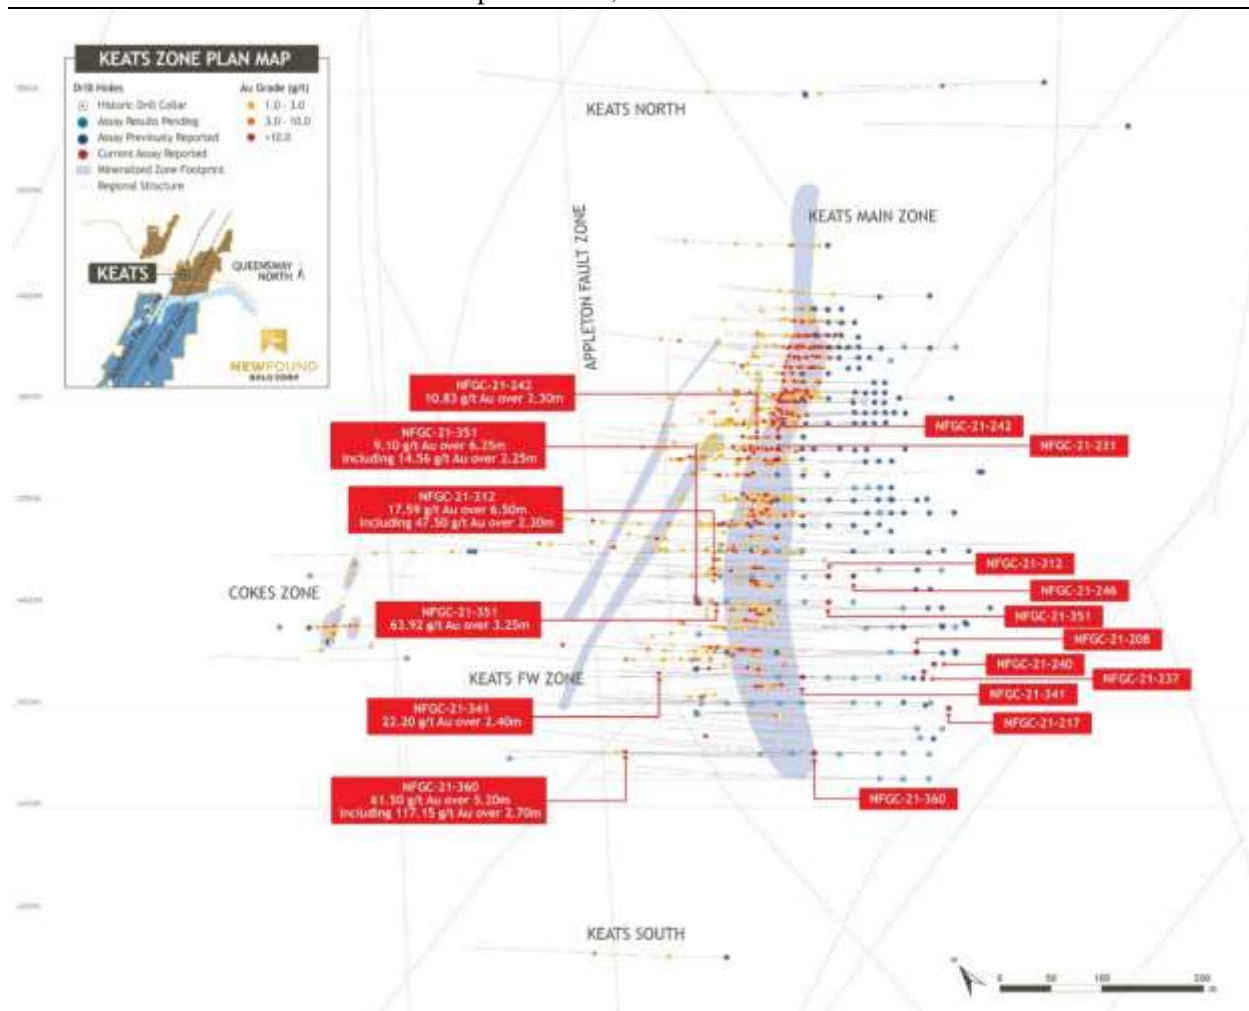 KEATS ZONE PLAN MAP
Drill Holes
Historic Drill Collar
Assay Results Pending
Assay Previously Reported
Current Assay Reported
Mineralized Zone Footprint
Regional Structure
Au Grade (g/t)
1.0 - 3.0
3.0 - 10.0
>10.0
KEATS
QUEENSWAY
NORTH
NEWFOUND
GOLD CORP
KEATS NORTH
KEATS MAIN ZONE
APPLETON FAULT ZONE
NFGC-21-242
10.83 g/t Au over 2.30m
NFGC-21-351
9.10 g/t Au over 6.25m
including 14.56 g/t Au over 2.25m
NFGC-21-312
17.59 g/t Au over 6.50m
including 47.50 g/t Au over 2.30m
COKES ZONE
NFGC-21-351
63.92 g/t Au over 3.25m
KEATS FW ZONE
NFGC-21-341
22.20 g/t Au over 2.40m
NFGC-21-360
61.50 g/t Au over 5.20m
including 117.15 g/t Au over 2.70m
NFGC-21-242
NFGC-21-231
NFGC-21-312
NFGC-21-246
NFGC-21-351
NFGC-21-208
NFGC-21-240
NFGC-21-237
NFGC-21-341
NFGC-21-217
NFGC-21-360
KEATS SOUTH
0 50 100 200
m